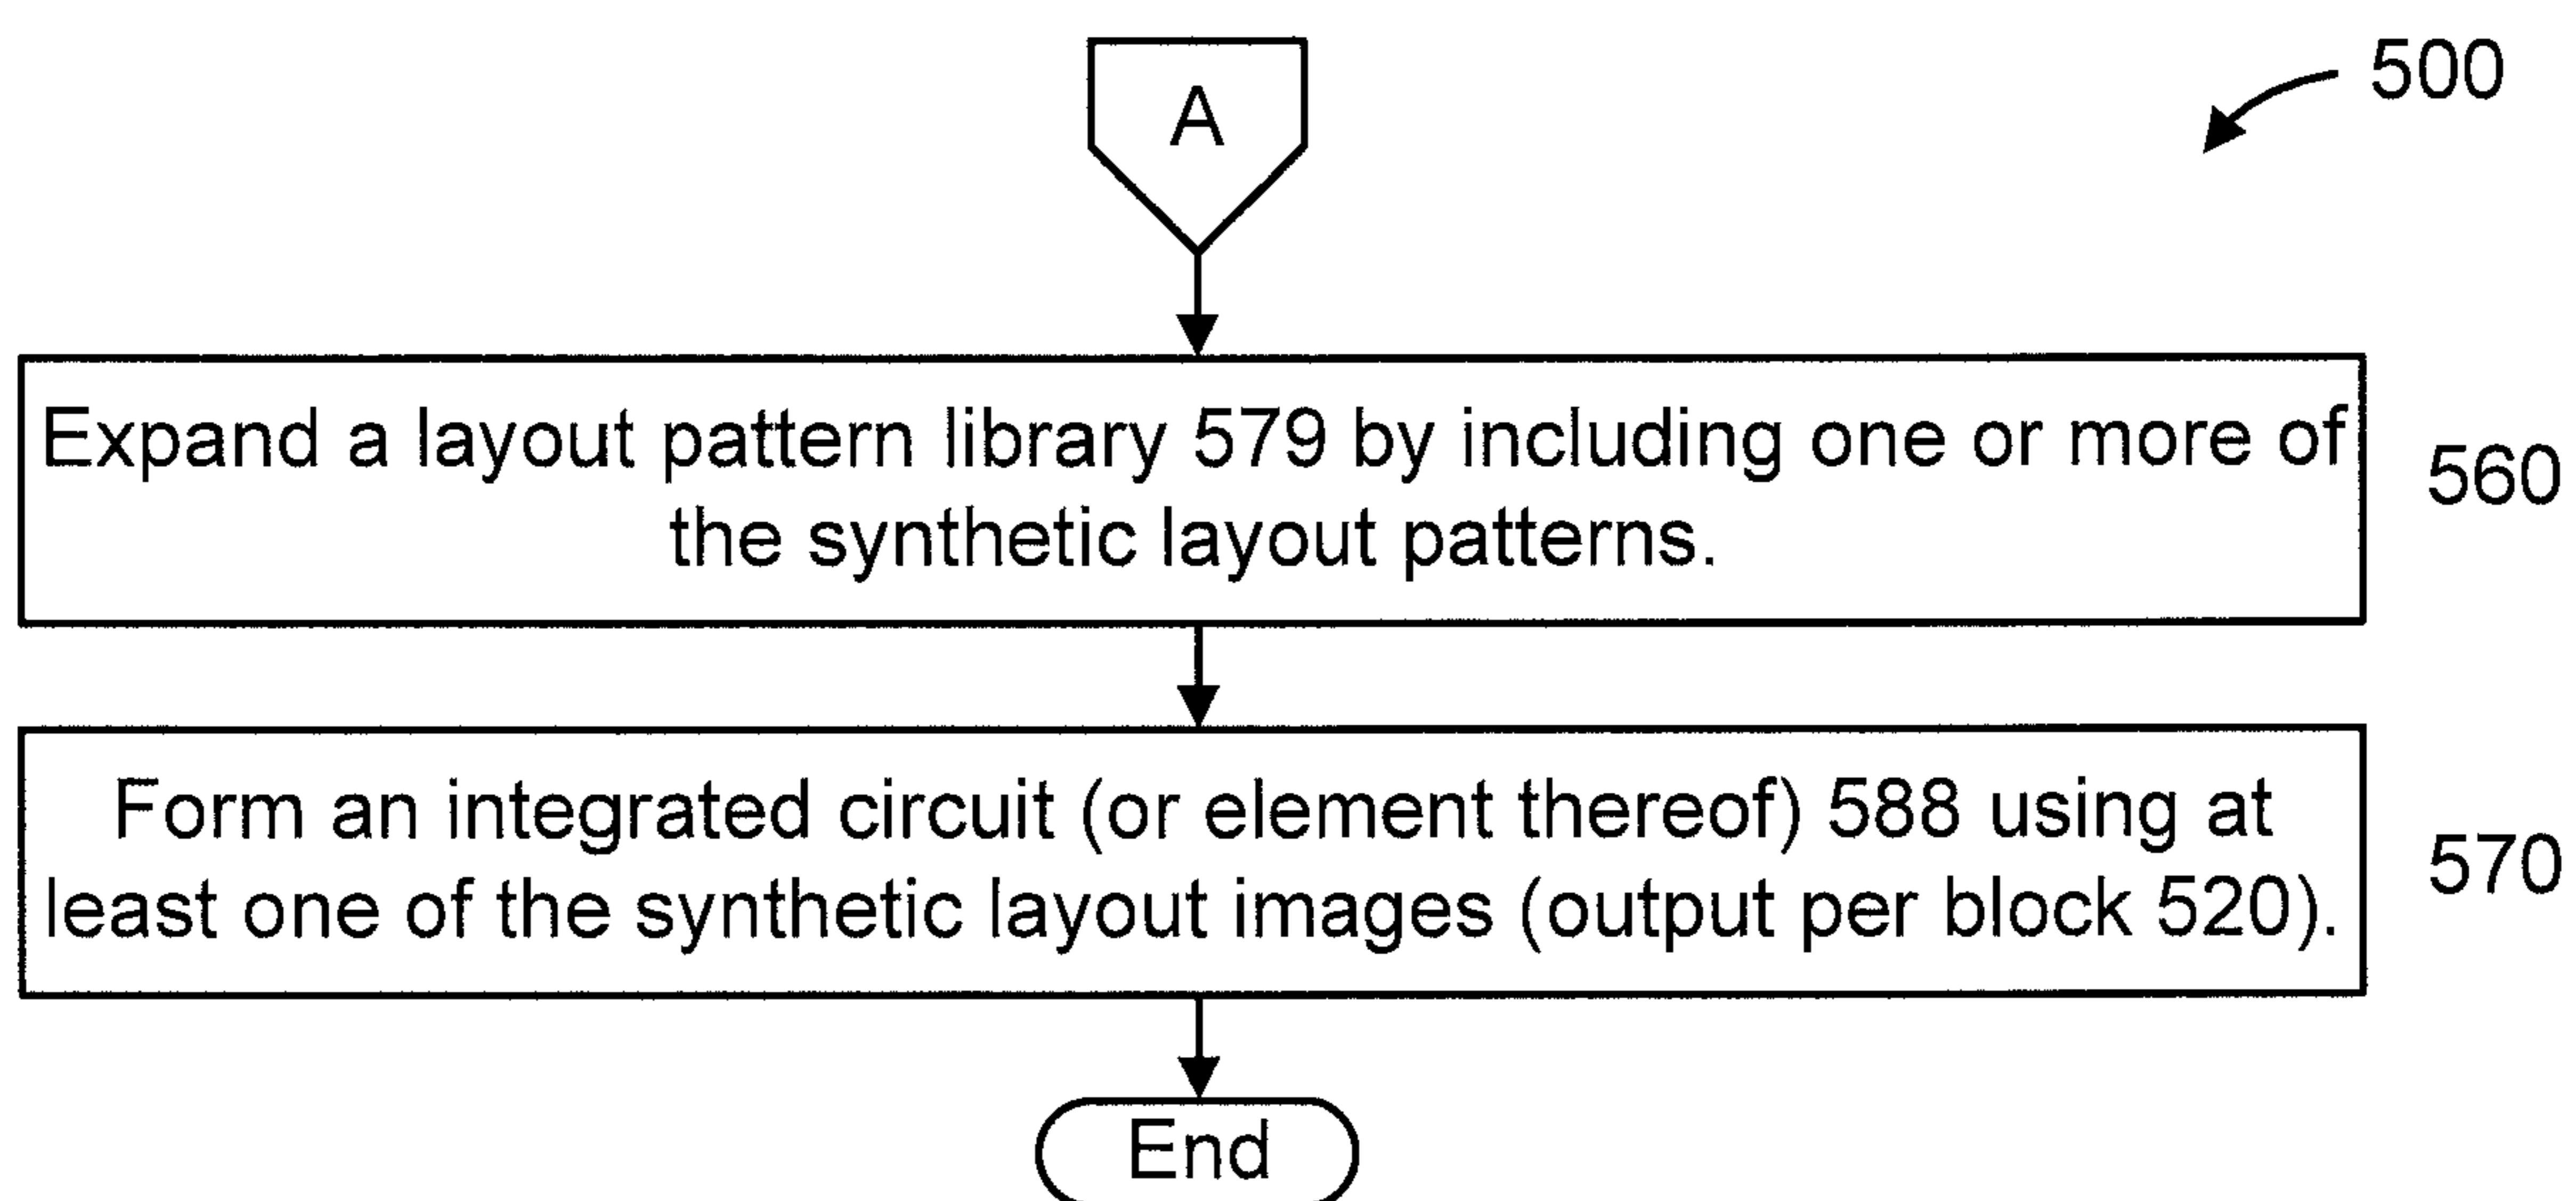 A
500
Expand a layout pattern library 579 by including one or more of
the synthetic layout patterns.
560
Form an integrated circuit (or element thereof) 588 using at
least one of the synthetic layout images (output per block 520).
570
End